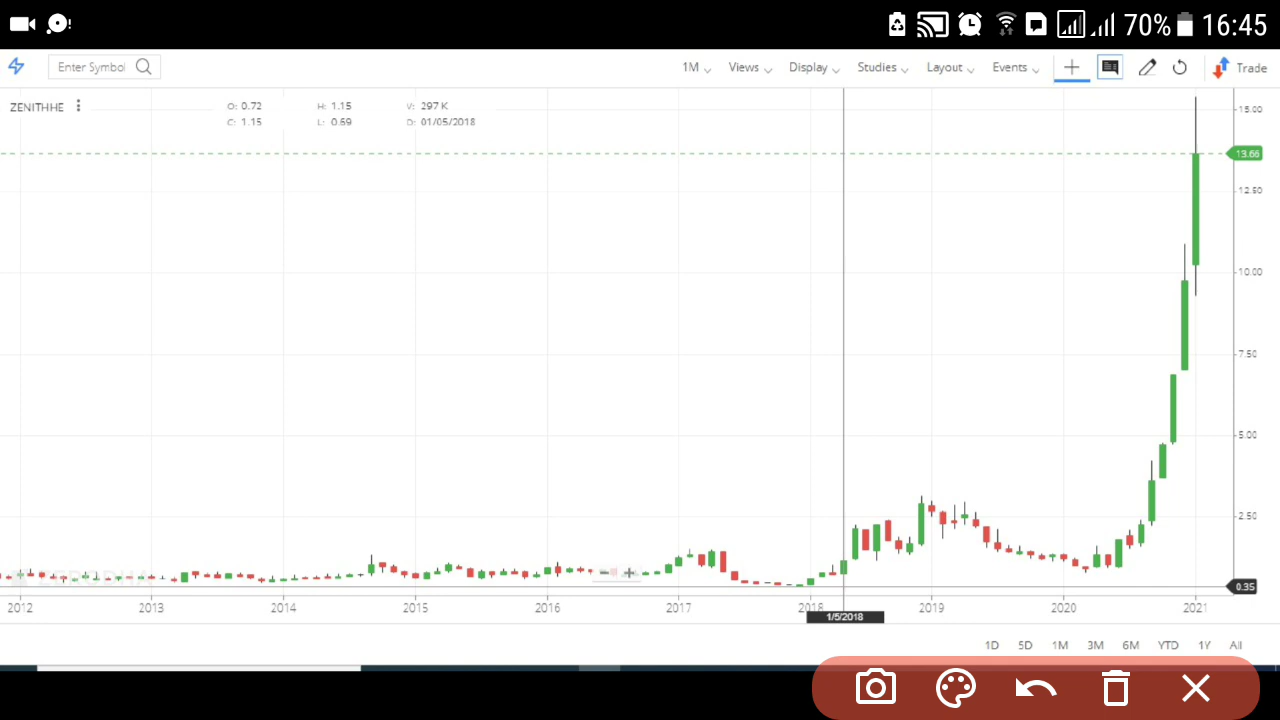 70% 16:45
Enter Symbol 1M Views Display Studies Layout Events Trade
ZENITHHE O: 0.72 H: 1.15 V: 297 K
C: 1.15 L: 0.69 D: 01/05/2018
15.00
13.66
12.50
10.00
7.50
5.00
2.50
0.35
2012 2013 2014 2015 2016 2017 2018 2019 2020 2021
1/5/2018
1D 5D 1M 3M 6M YTD 1Y All